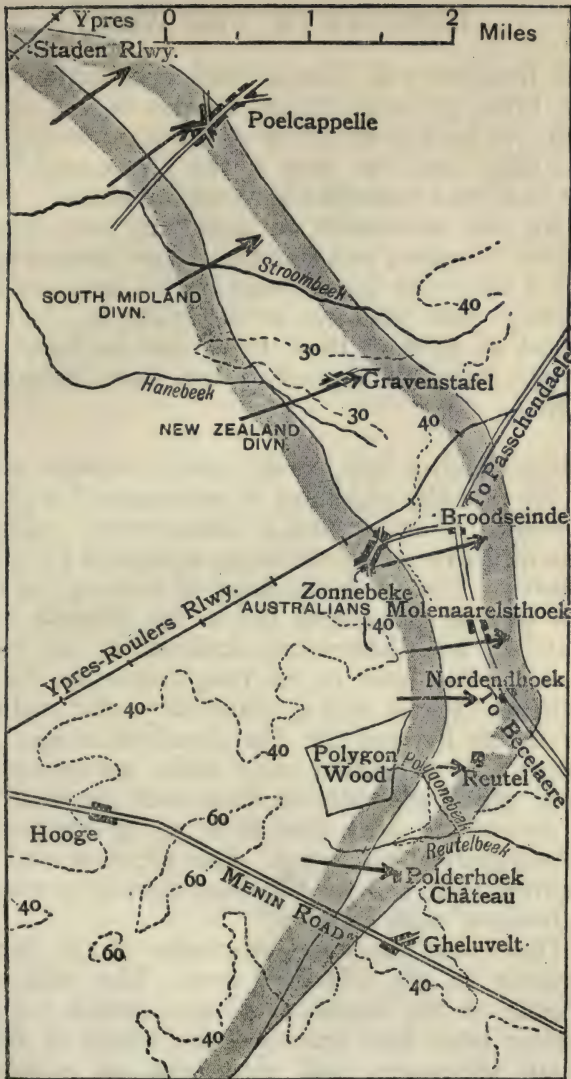 Ypres
Staden Rlwy.
0 1 2
Miles
Poelcappelle
Stroombeek
40
SOUTH MIDLAND
DIVN.
30
Hanebeek
Gravenstafel
30
NEW ZEALAND
DIVN.
40
To Passchendaele
Broodseinde
Zonnebeke
AUSTRALIANS
Molenaarelsthoek
40
Ypres-Roulers Rlwy.
Nordendhoek
To Becelaere
40
40
Polygon
Wood
Polygonebeek
Reutel
Reutelbeek
Hooge
60
60
MENIN ROAD
Polderhoek
Château
40
60
Gheluvelt
40
40